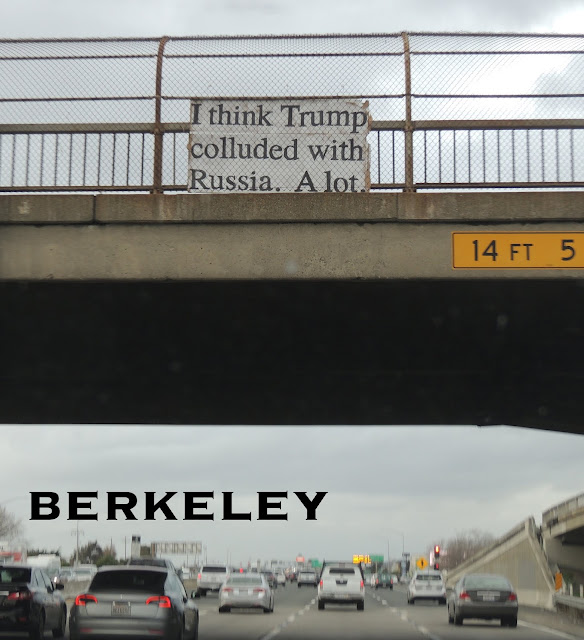 I think Trump
colluded with
Russia. A lot.
14 FT 5
BERKELEY